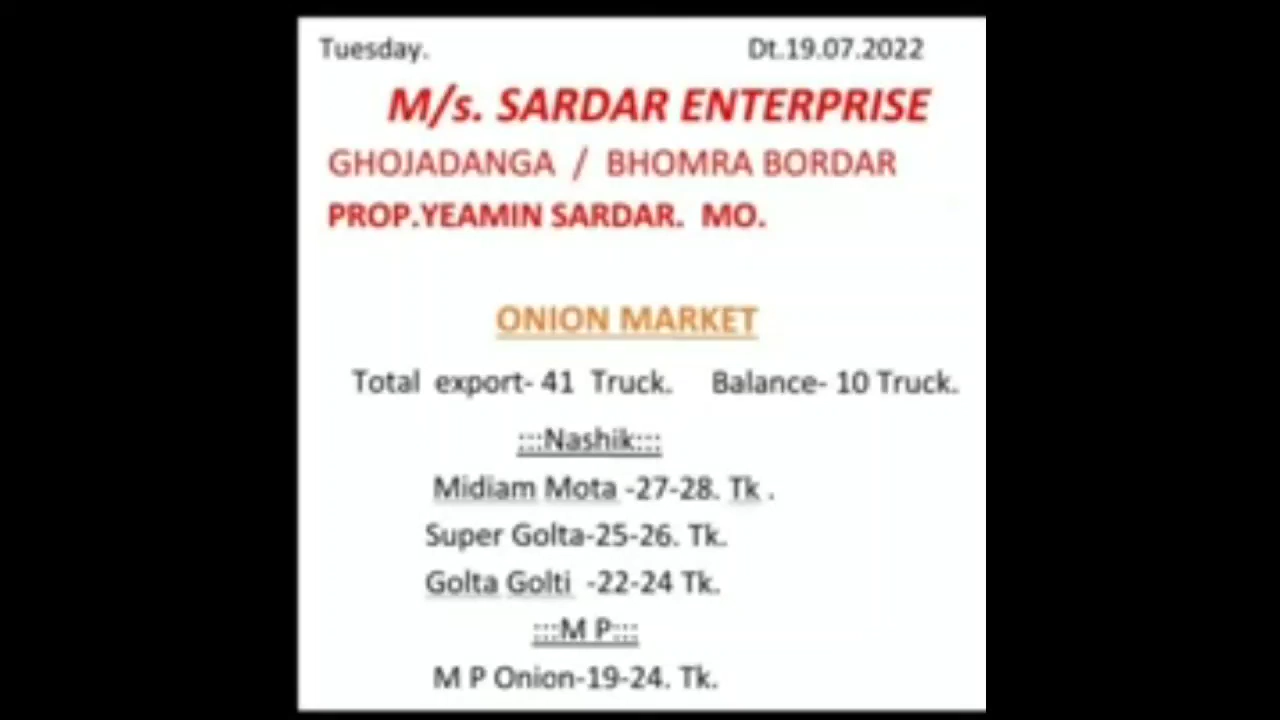 Tuesday. Dt.19.07.2022
M/s. SARDAR ENTERPRISE
GHOJADANGA / BHOMRA BORDAR
PROP.YEAMIN SARDAR. MO.
ONION MARKET
Total export- 41 Truck. Balance- 10 Truck.
:::Nashik:::
Midiam Mota -27-28. Tk .
Super Golta-25-26. Tk.
Golta Golti -22-24 Tk.
:::M P:::
M P Onion-19-24. Tk.